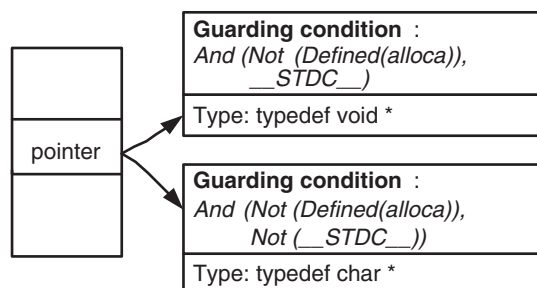 Guarding condition :
And (Not (Defined(alloca)),
__STDC__)
Type: typedef void *
pointer
Guarding condition :
And (Not (Defined(alloca)),
Not (__STDC__))
Type: typedef char *